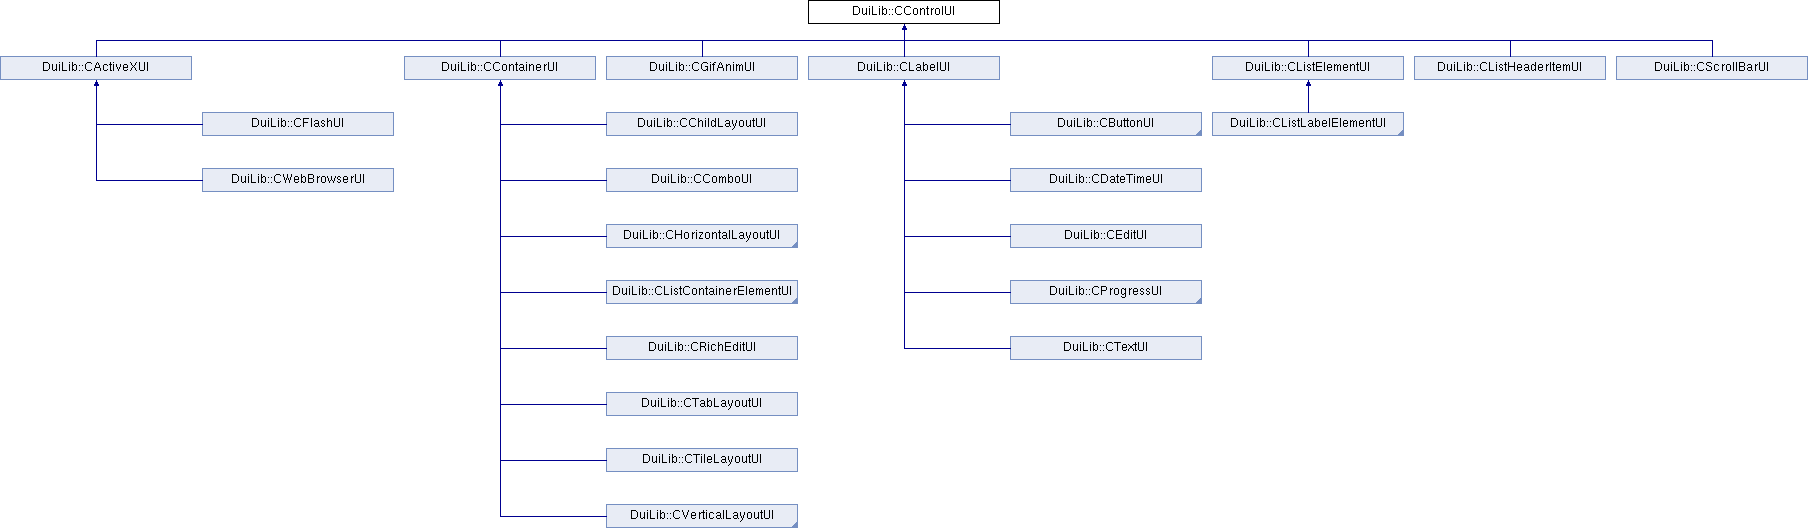 DuiLib::CControlUI
DuiLib::CActiveXUI
DuiLib::CContainerUI
DuiLib::CGifAnimUI
DuiLib::CLabelUI
DuiLib::CListElementUI
DuiLib::CListHeaderItemUI
DuiLib::CScrollBarUI
DuiLib::CFlashUI
DuiLib::CChildLayoutUI
DuiLib::CButtonUI
DuiLib::CListLabelElementUI
DuiLib::CWebBrowserUI
DuiLib::CComboUI
DuiLib::CDateTimeUI
DuiLib::CHorizontalLayoutUI
DuiLib::CEditUI
DuiLib::CListContainerElementUI
DuiLib::CProgressUI
DuiLib::CRichEditUI
DuiLib::CTextUI
DuiLib::CTabLayoutUI
DuiLib::CTileLayoutUI
DuiLib::CVerticalLayoutUI